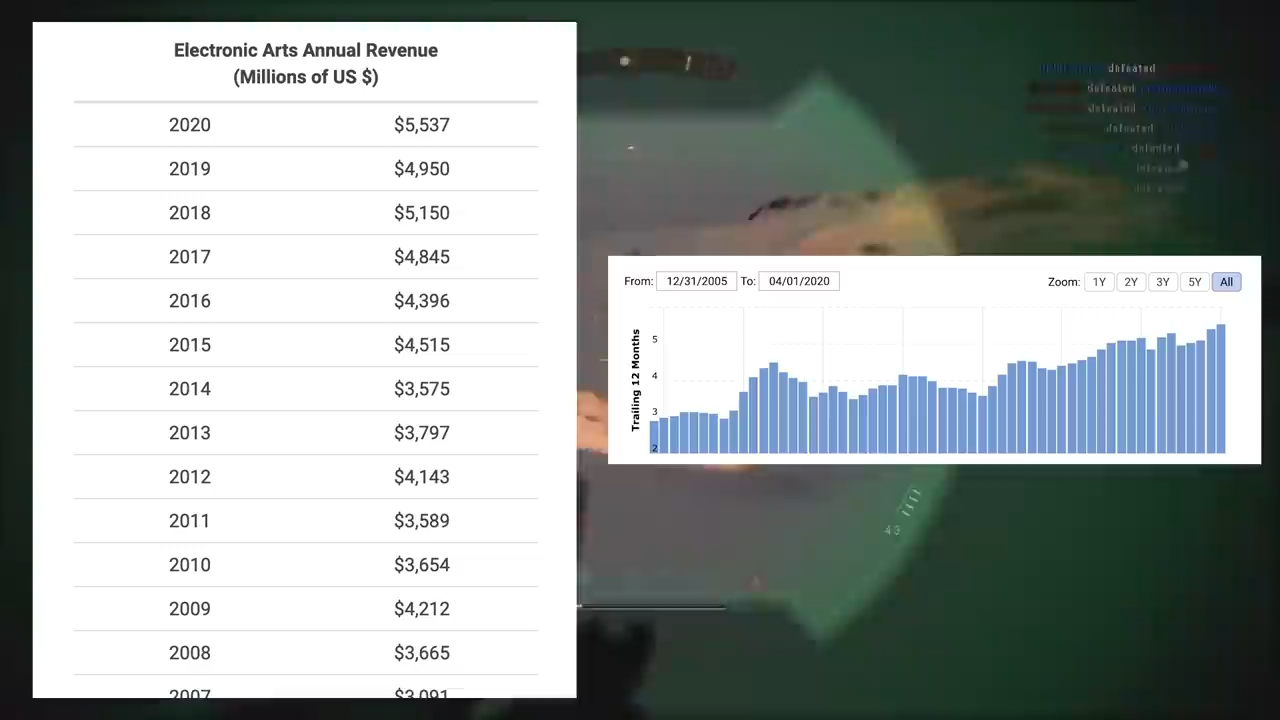 Electronic Arts Annual Revenue
(Millions of US $)
2020 $5,537
2019 $4,950
2018 $5,150
2017 $4,845
2016 $4,396
2015 $4,515
2014 $3,575
2013 $3,797
2012 $4,143
2011 $3,589
2010 $3,654
2009 $4,212
2008 $3,665
2007 $3,091
defeated
defeated
defeated
defeated
defeated
From: 12/31/2005 To: 04/01/2020
Zoom: 1Y 2Y 3Y 5Y All
Trailing 12 Months
5
4
3
2